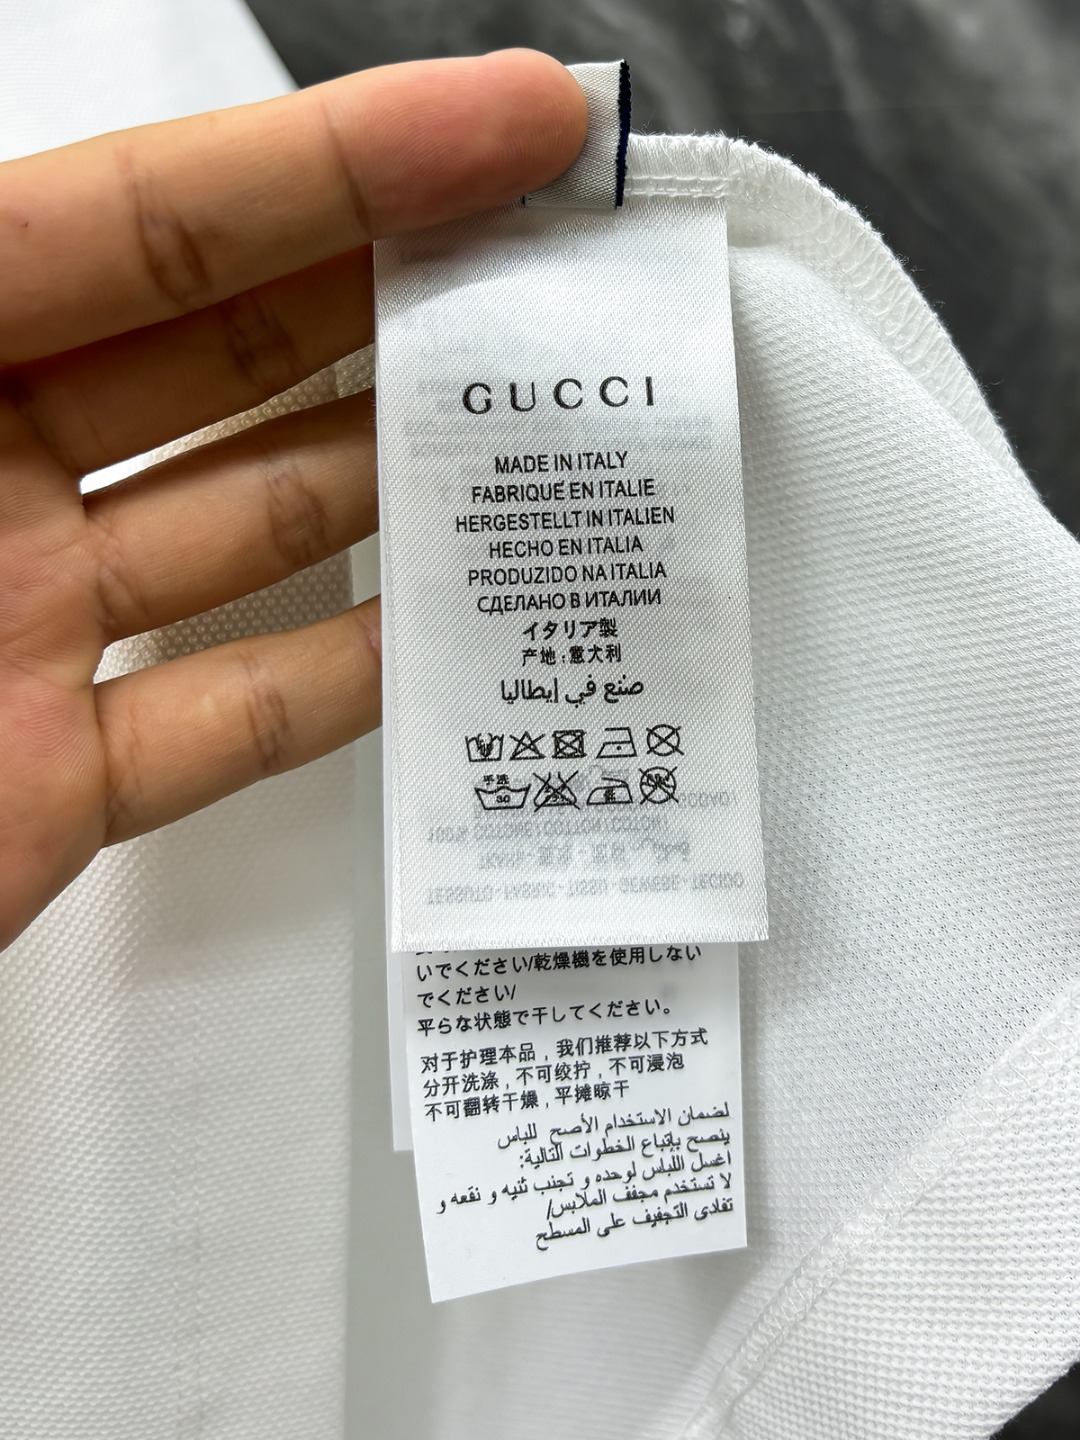 GUCCI
MADE IN ITALY
FABRIQUE EN ITALIE
HERGESTELLT IN ITALIEN
HECHO EN ITALIA
PRODUZIDO NA ITALIA
СДЕЛАНО В ИТАЛИИ
イタリア製
产地:意大利
صنع في إيطاليا
手洗
30
いでください/乾燥機を使用しない
でください/
平らな状態で干してください。
对于护理本品，我们推荐以下方式
分开洗涤，不可绞拧，不可浸泡
不可翻转干燥，平摊晾干
لضمان الاستخدام الأصح للباس
ينصح بإتباع الخطوات التالية:
اغسل اللباس لوحده و تجنب ثنيه و نقعه و
لا تستخدم مجفف الملابس/
تفادى التجفيف على المسطح